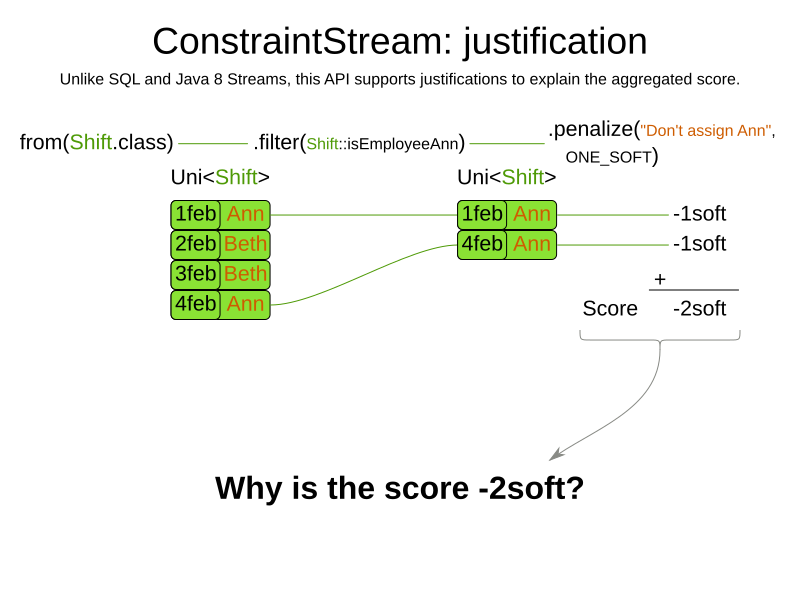 ConstraintStream: justification
Unlike SQL and Java 8 Streams, this API supports justifications to explain the aggregated score.
from(Shift.class) .filter(Shift::isEmployeeAnn) .penalize("Don't assign Ann",
ONE_SOFT)
Uni<Shift> Uni<Shift>
1feb Ann 1feb Ann -1soft
2feb Beth 4feb Ann -1soft
3feb Beth +
4feb Ann Score -2soft
Why is the score -2soft?